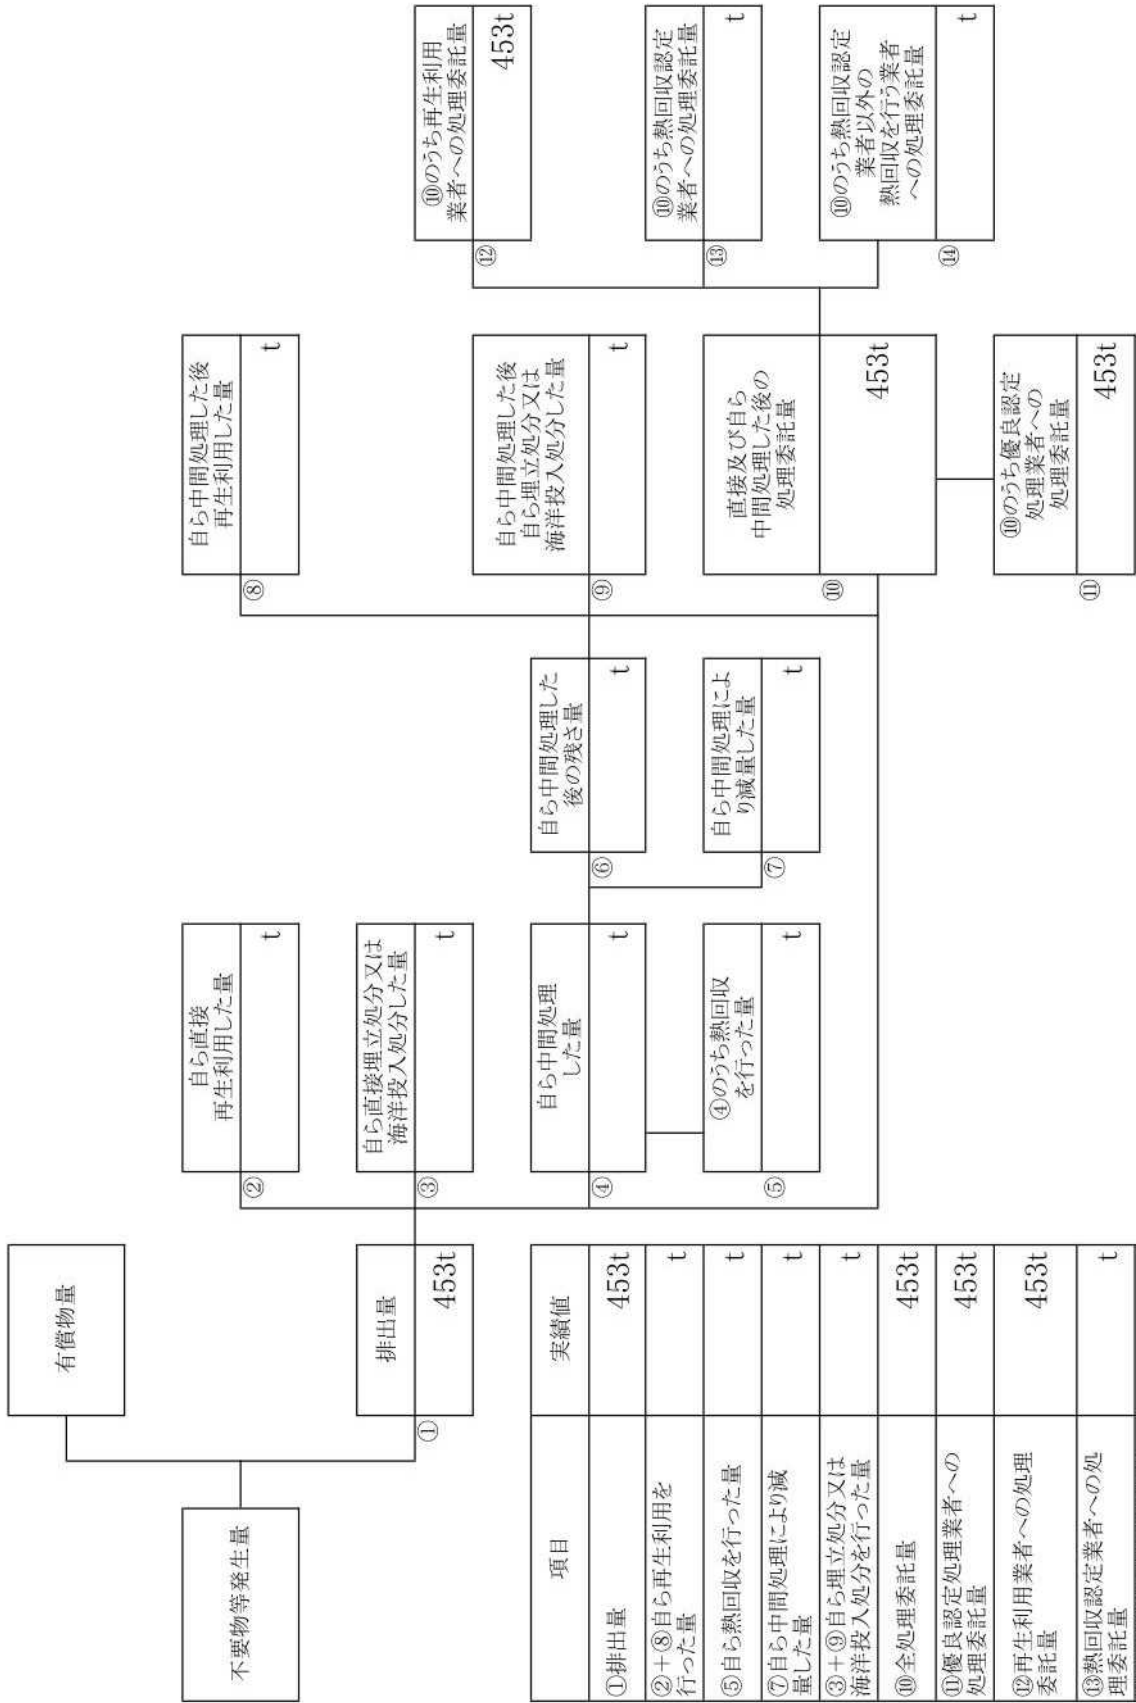 不要物等発生量
有償物量
①
排出量
453t
②
自ら直接
再生利用した量
t
③
自ら直接埋立処分又は
海洋投入処分した量
t
④
自ら中間処理
した量
t
⑤
④のうち熱回収
を行った量
t
⑥
自ら中間処理した
後の残さ量
t
⑦
自ら中間処理によ
り減量した量
t
⑧
自ら中間処理した後
再生利用した量
t
⑨
自ら中間処理した後
自ら埋立処分又は
海洋投入処分した量
t
⑩
直接及び自ら
中間処理した後の
処理委託量
453t
⑪
⑩のうち優良認定
処理業者への
処理委託量
453t
⑫
⑩のうち再生利用
業者への処理委託量
453t
⑬
⑩のうち熱回収認定
業者への処理委託量
t
⑭
⑩のうち熱回収認定
業者以外の
熱回収を行う業者
への処理委託量
t
項目 実績値
①排出量 453t
②+⑧自ら再生利用を
行った量 t
⑤自ら熱回収を行った量 t
⑦自ら中間処理により減
量した量 t
③+⑨自ら埋立処分又は
海洋投入処分を行った量 t
⑩全処理委託量 453t
⑪優良認定処理業者への
処理委託量 453t
⑫再生利用業者への処理
委託量 453t
⑬熱回収認定業者への処
理委託量 t